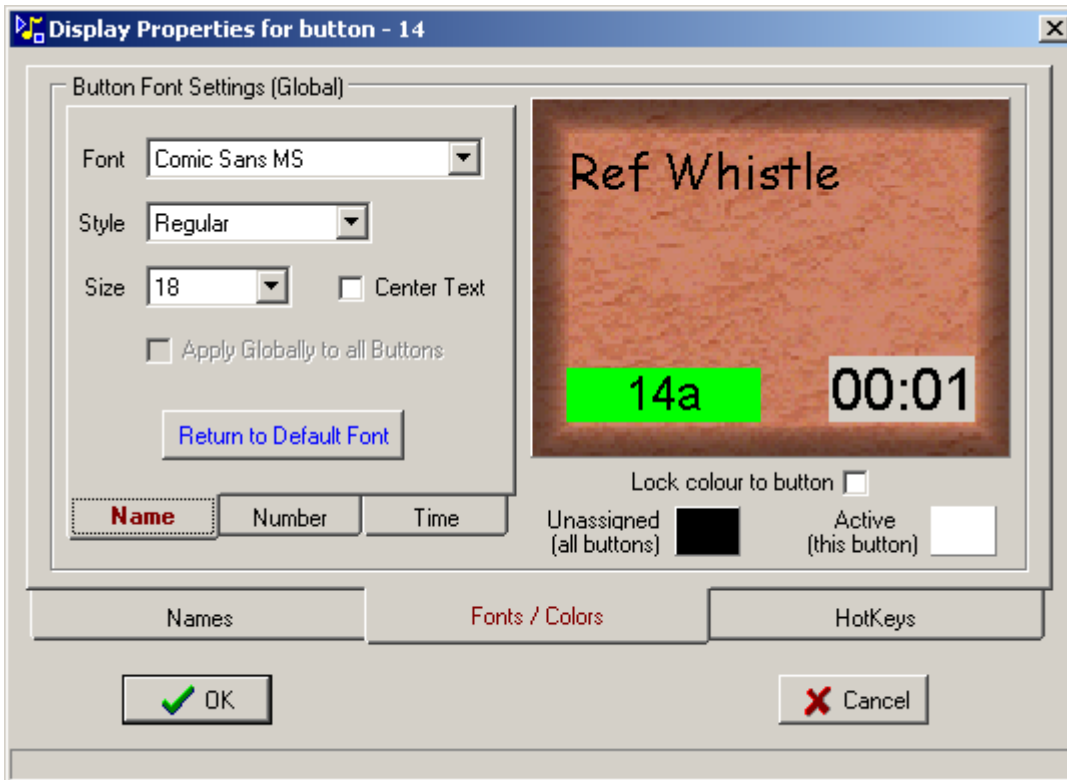 Display Properties for button - 14
Button Font Settings (Global)
Font Comic Sans MS
Style Regular
Size 18 Center Text
Apply Globally to all Buttons
Return to Default Font
Name Number Time
Ref Whistle
14a 00:01
Lock colour to button
Unassigned
(all buttons)
Active
(this button)
Names Fonts / Colors HotKeys
OK Cancel